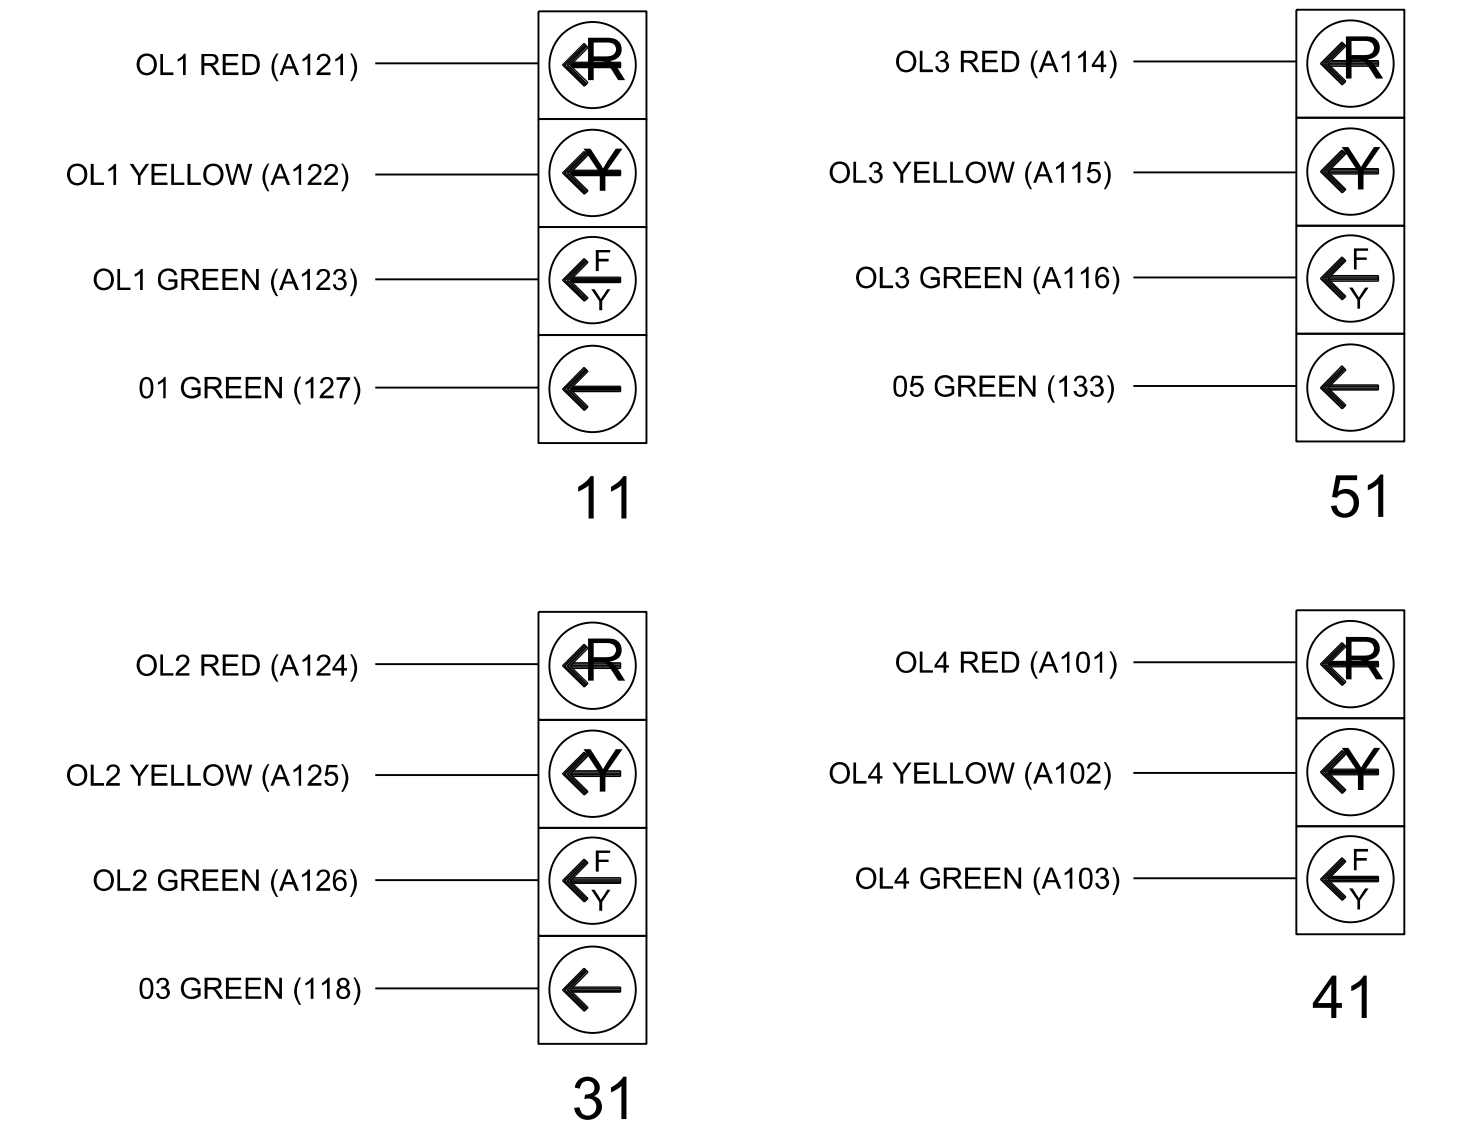 OL1 RED (A121)
R
OL1 YELLOW (A122)
Y
OL1 GREEN (A123)
F
Y
01 GREEN (127)
11
OL3 RED (A114)
R
OL3 YELLOW (A115)
Y
OL3 GREEN (A116)
F
Y
05 GREEN (133)
51
OL2 RED (A124)
R
OL2 YELLOW (A125)
Y
OL2 GREEN (A126)
F
Y
03 GREEN (118)
31
OL4 RED (A101)
R
OL4 YELLOW (A102)
Y
OL4 GREEN (A103)
F
Y
41